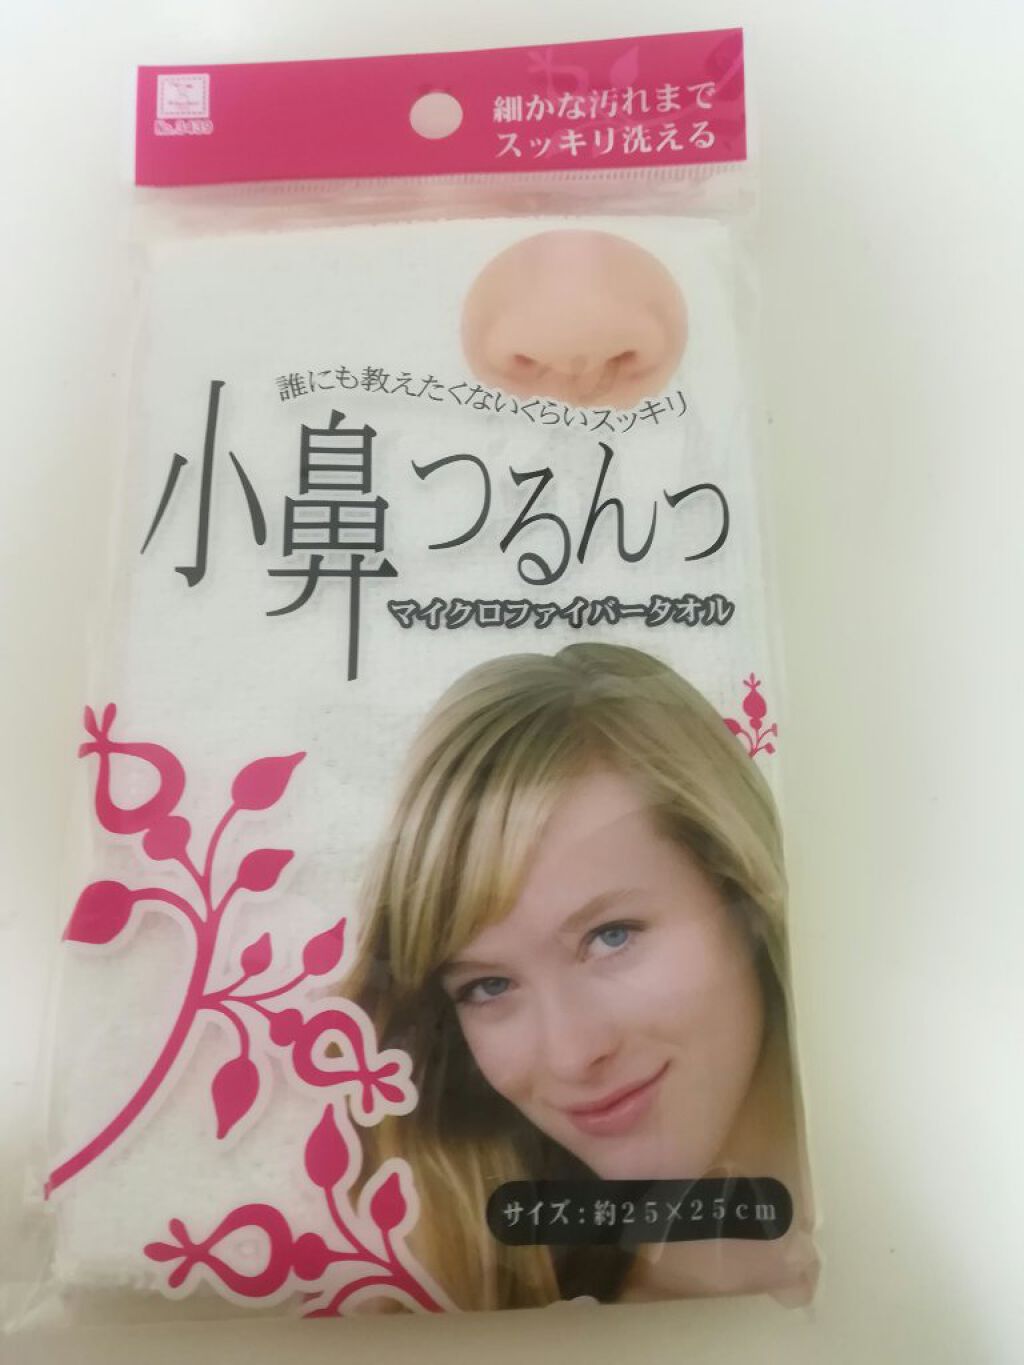 No.3439
細かな汚れまで
スッキリ洗える
誰にも教えたくないくらいスッキリ
小鼻つるんっ
マイクロファイバータオル
サイズ:約25×25cm